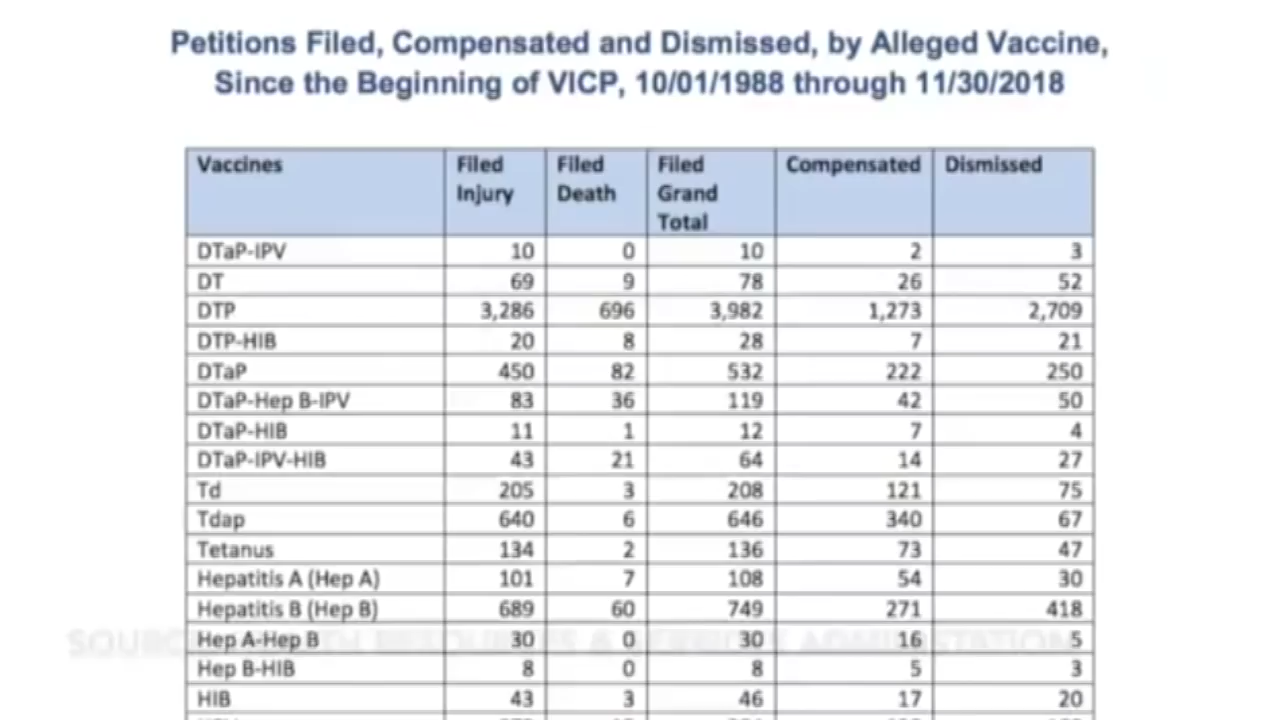 Petitions Filed, Compensated and Dismissed, by Alleged Vaccine,
Since the Beginning of VICP, 10/01/1988 through 11/30/2018
Vaccines Filed Injury Filed Death Filed Grand Total Compensated Dismissed
DTaP-IPV 10 0 10 2 3
DT 69 9 78 26 52
DTP 3,286 696 3,982 1,273 2,709
DTP-HIB 20 8 28 7 21
DTaP 450 82 532 222 250
DTaP-Hep B-IPV 83 36 119 42 50
DTaP-HIB 11 1 12 7 4
DTaP-IPV-HIB 43 21 64 14 27
Td 205 3 208 121 75
Tdap 640 6 646 340 67
Tetanus 134 2 136 73 47
Hepatitis A (Hep A) 101 7 108 54 30
Hepatitis B (Hep B) 689 60 749 271 418
Hep A-Hep B 30 0 30 16 5
Hep B-HIB 8 0 8 5 3
HIB 43 3 46 17 20